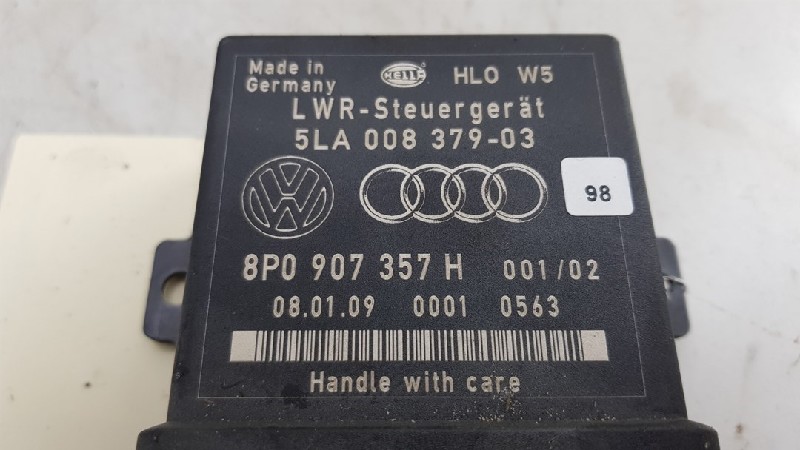 Made in
Germany
HELLA
HLO W5
LWR-Steuergerät
5LA 008 379-03
98
8P0 907 357 H 001/02
08.01.09 0001 0563
Handle with care